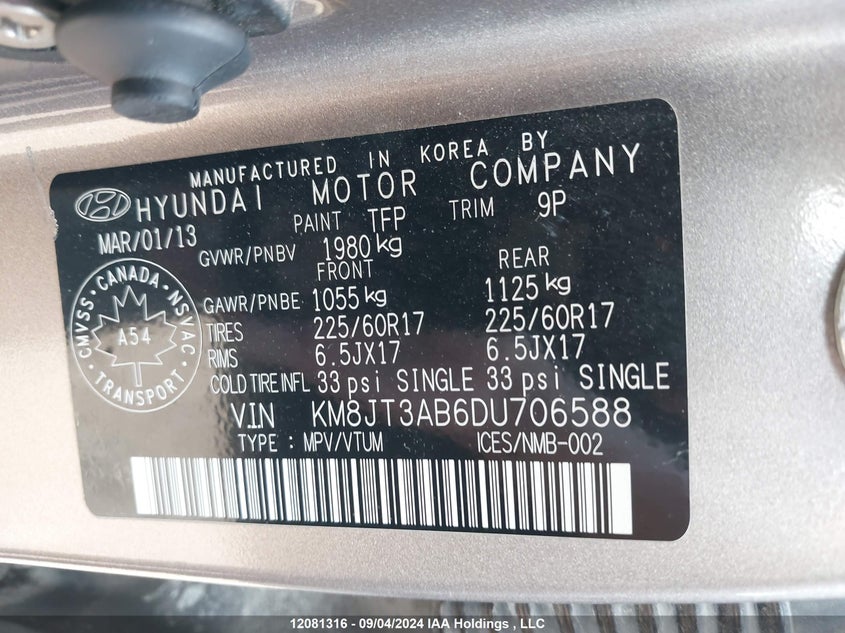 MANUFACTURED IN KOREA BY
HYUNDAI MOTOR COMPANY
MAR/01/13 PAINT TFP TRIM 9P
GVWR/PNBV 1980 kg
FRONT REAR
GAWR/PNBE 1055 kg 1125 kg
TIRES 225/60R17 225/60R17
RIMS 6.5JX17 6.5JX17
COLD TIRE INFL 33 psi SINGLE 33 psi SINGLE
V.I.N KM8JT3AB6DU706588
TYPE : MPV/VTUM ICES/NMB-002
CMVSS · CANADA · NSVAC · TRANSPORT ·
A54
12081316 - 09/04/2024 IAA Holdings , LLC